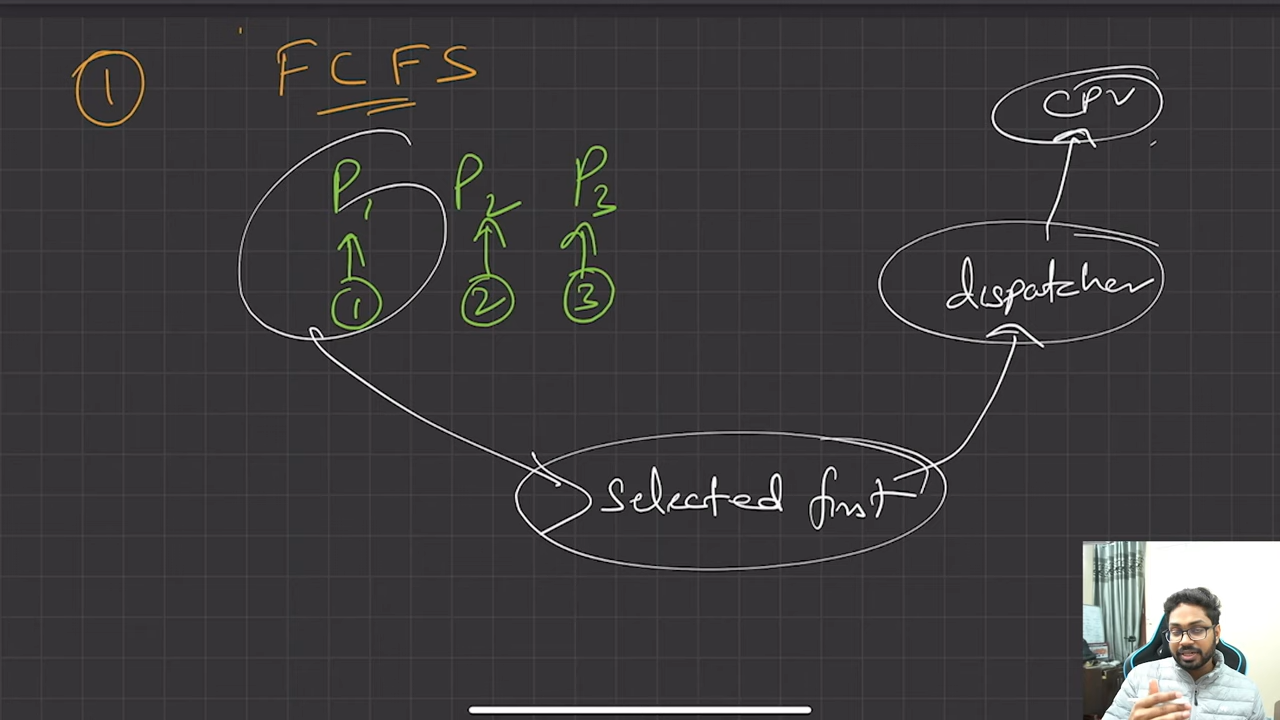 ① FCFS
P1 P2 P3
① ② ③
CPU
dispatcher
Selected first